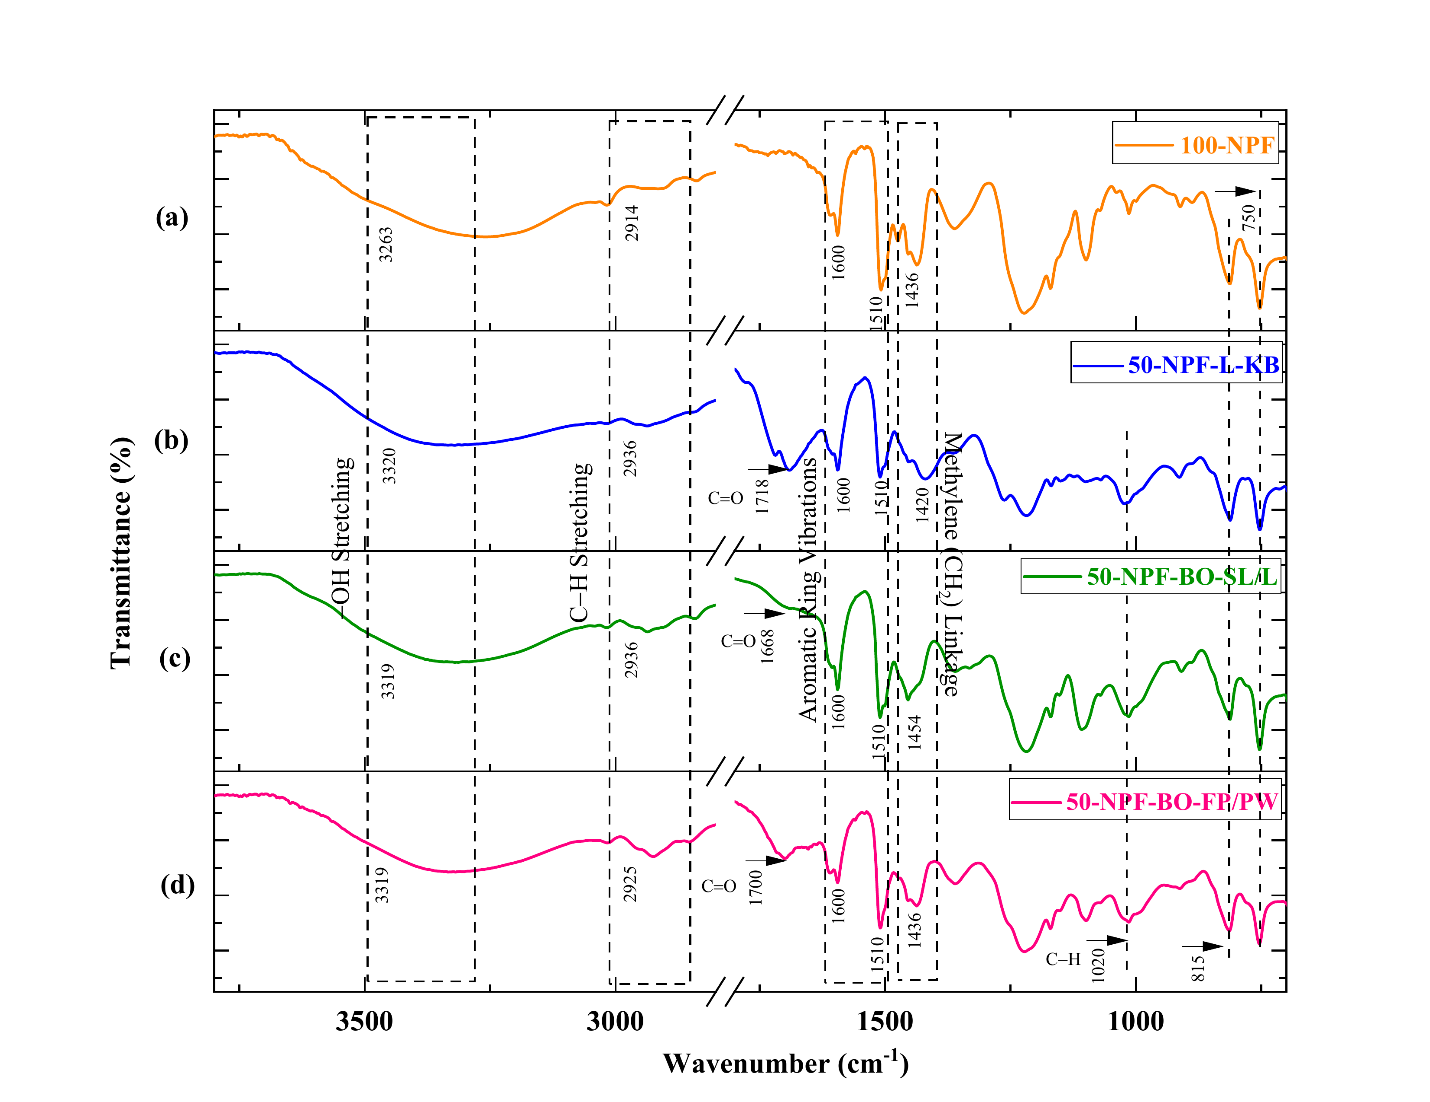 100-NPF
(a)
3263
2914
1600
1510
1436
750
50-NPF-L-KB
(b)
3320
2936
C=O
1718
1600
1510
1420
50-NPF-BO-SL/L
(c)
3319
2936
C=O
1668
1600
1510
1454
50-NPF-BO-FP/PW
(d)
3319
2925
C=O
1700
1600
1510
1436
C–H
1020
815
–OH Stretching
C–H Stretching
Aromatic Ring Vibrations
Methylene (CH2) Linkage
Transmittance (%)
3500 3000 1500 1000
Wavenumber (cm-1)